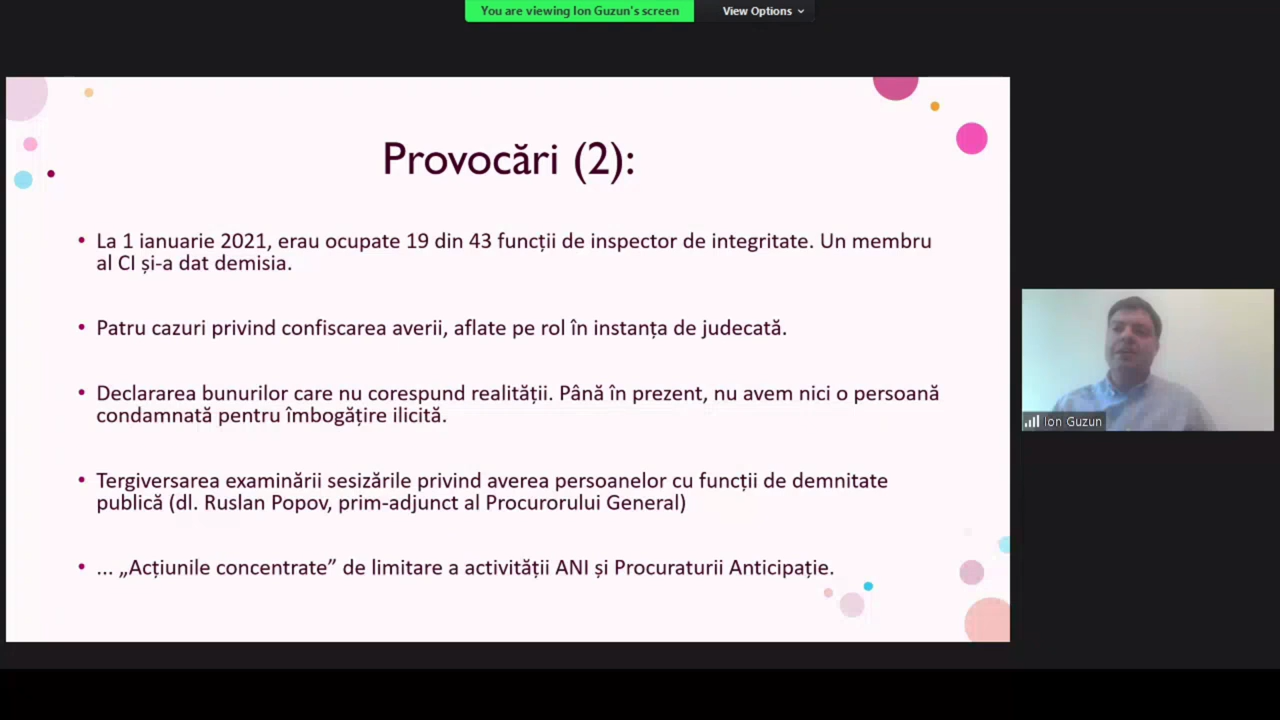 You are viewing Ion Guzun's screen
View Options
Provocări (2):
• La 1 ianuarie 2021, erau ocupate 19 din 43 funcții de inspector de integritate. Un membru
al CI și-a dat demisia.
• Patru cazuri privind confiscarea averii, aflate pe rol în instanța de judecată.
• Declararea bunurilor care nu corespund realității. Până în prezent, nu avem nici o persoană
condamnată pentru îmbogățire ilicită.
• Tergiversarea examinării sesizările privind averea persoanelor cu funcții de demnitate
publică (dl. Ruslan Popov, prim-adjunct al Procurorului General)
• ... „Acțiunile concentrate” de limitare a activității ANI și Procuraturii Anticipație.
Ion Guzun